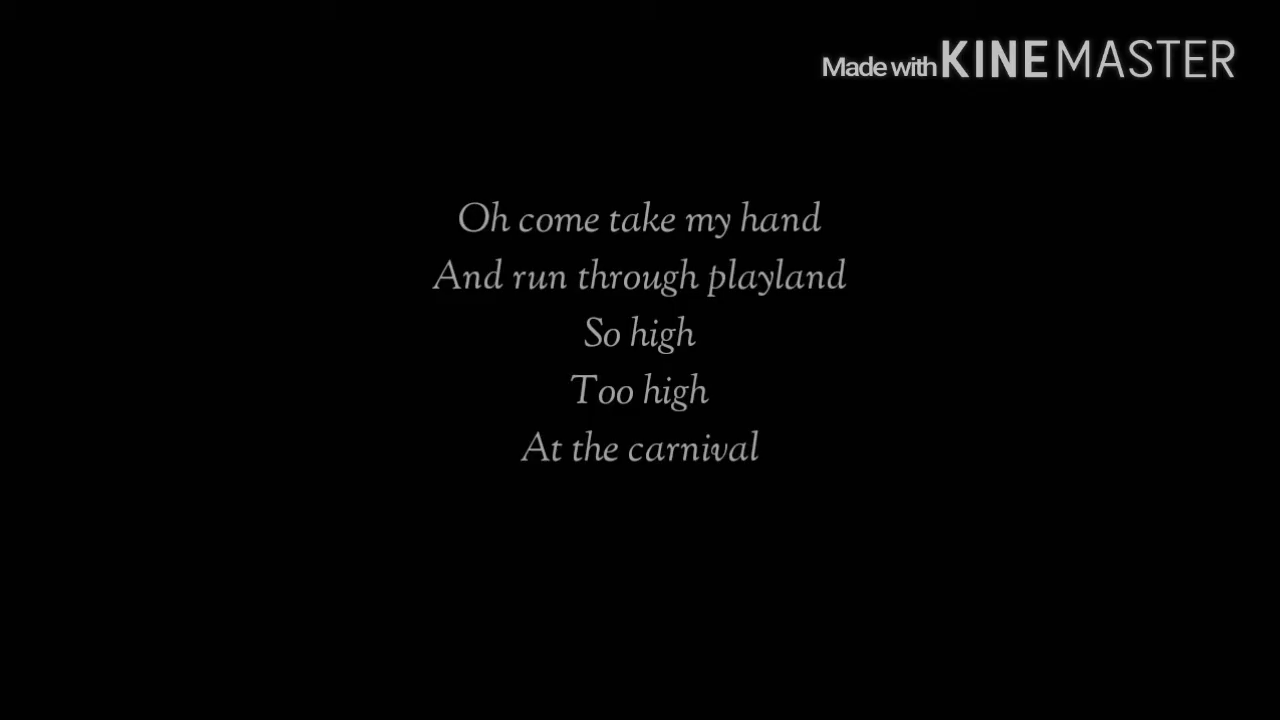 Made with KINEMASTER
Oh come take my hand
And run through playland
So high
Too high
At the carnival